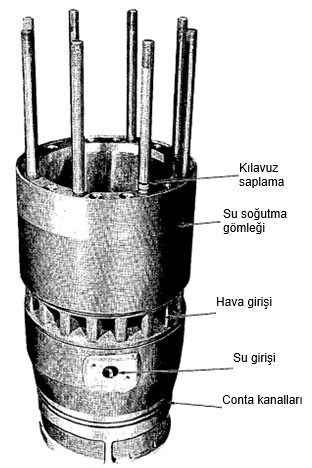 Kılavuz
saplama
Su soğutma
gömleği
Hava girişi
Su girişi
Conta kanalları